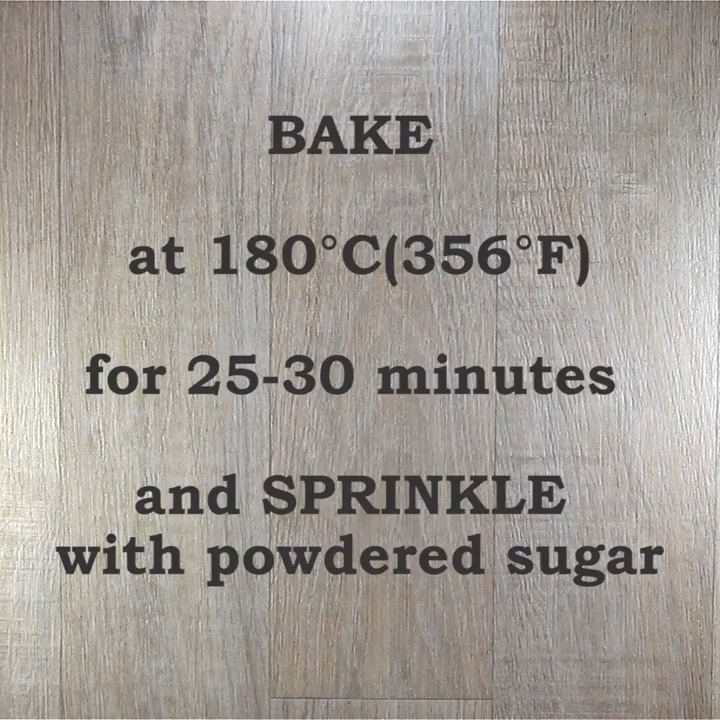 BAKE
at 180°C(356°F)
for 25-30 minutes
and SPRINKLE
with powdered sugar